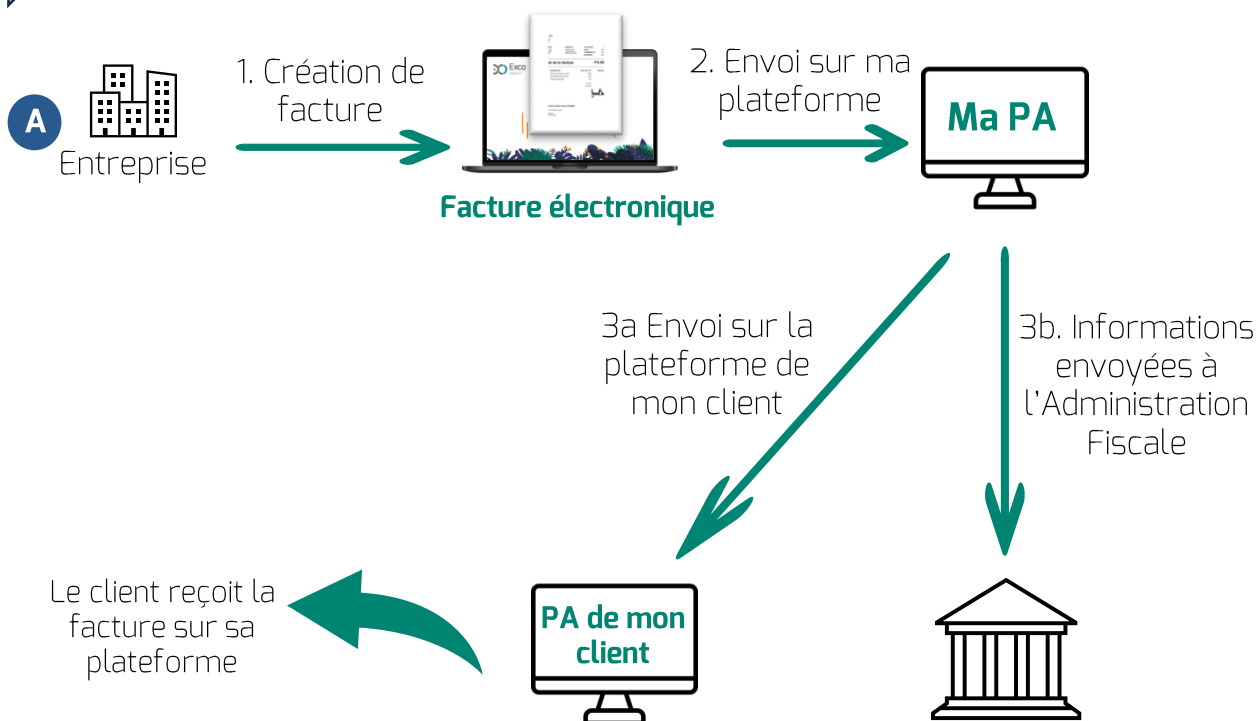 A
Entreprise
1. Création de
facture
Exco
Facture électronique
2. Envoi sur ma
plateforme
Ma PA
3a Envoi sur la
plateforme de
mon client
3b. Informations
envoyées à
l'Administration
Fiscale
PA de mon
client
Le client reçoit la
facture sur sa
plateforme